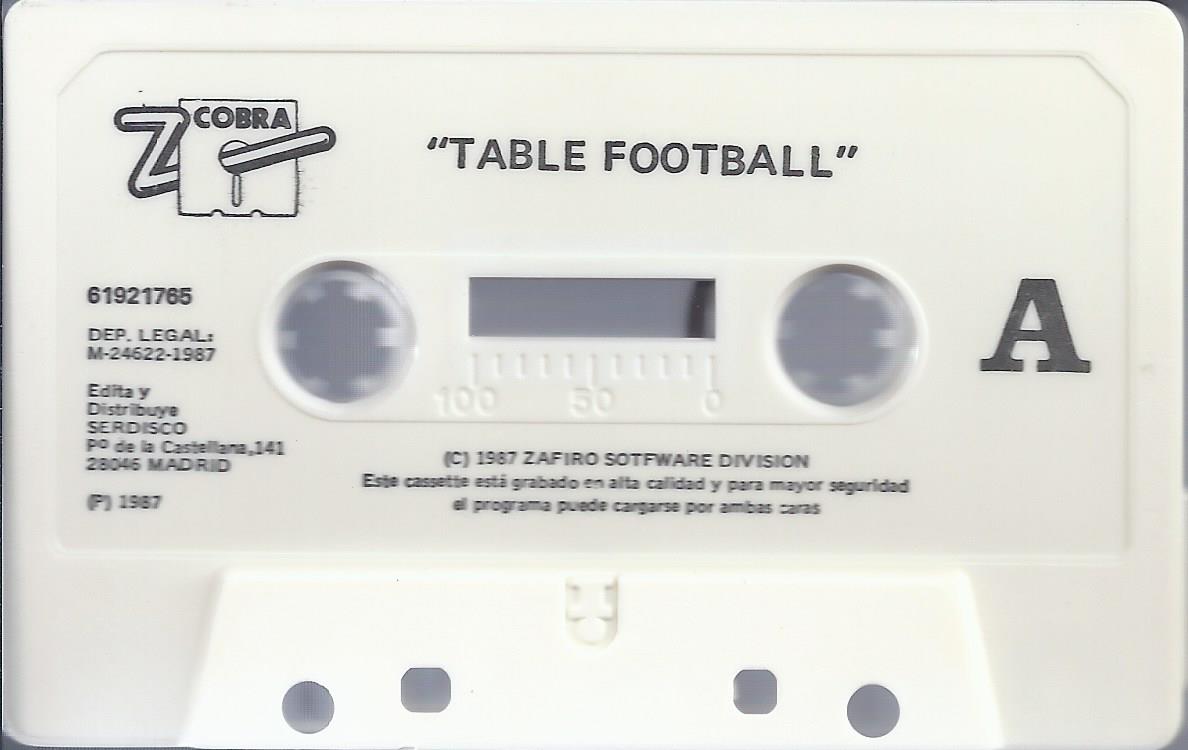 Z COBRA
"TABLE FOOTBALL"
61921765
DEP. LEGAL:
M-24622-1987
Edita y
Distribuye
SERDISCO
Pº de la Castellana,141
28046 MADRID
(P) 1987
A
100 50 0
(C) 1987 ZAFIRO SOTFWARE DIVISION
Este cassette está grabado en alta calidad y para mayor seguridad
el programa puede cargarse por ambas caras